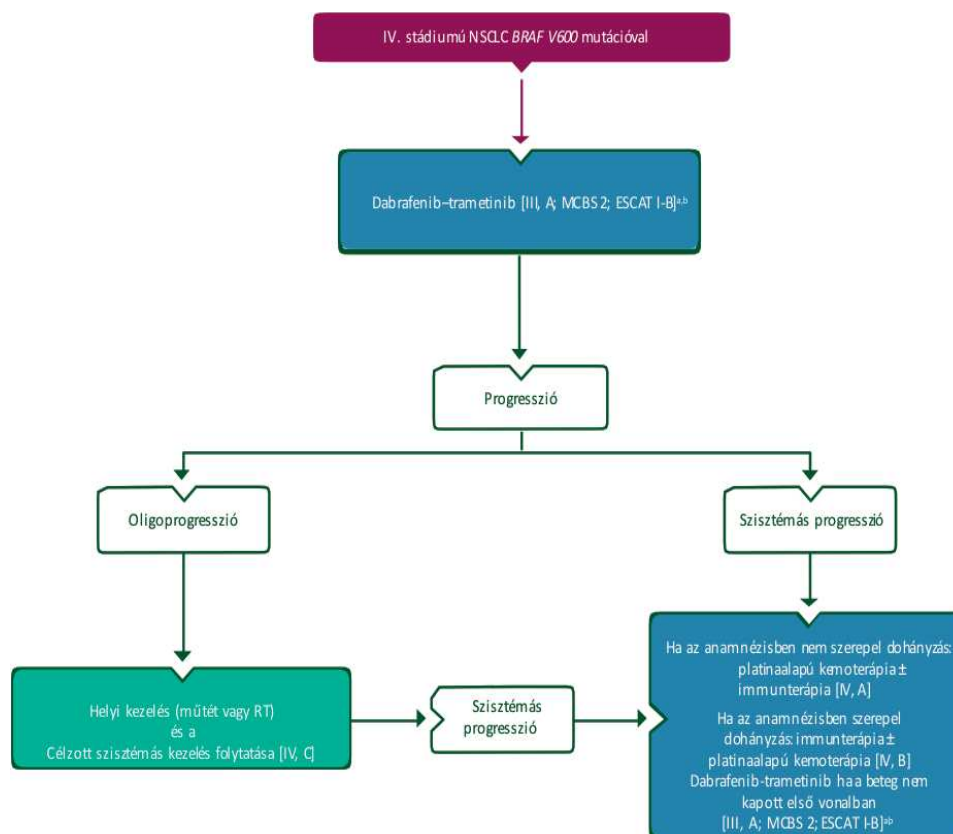 IV. stádiumú NSCLC BRAF V600 mutációval
Dabrafenib–trametinib [III, A; MCBS 2; ESCAT I-B]a,b
Progresszió
Oligoprogresszió
Szisztémás progresszió
Helyi kezelés (műtét vagy RT)
és a
Célzott szisztémás kezelés folytatása [IV, C]
Szisztémás
progresszió
Ha az anamnézisben nem szerepel dohányzás:
platinaalapú kemoterápia ±
immunterápia [IV, A]
Ha az anamnézisben szerepel
dohányzás: immunterápia ±
platinaalapú kemoterápia [IV, B]
Dabrafenib-trametinib ha a beteg nem
kapott első vonalban
[III, A; MCBS 2; ESCAT I-B]ab